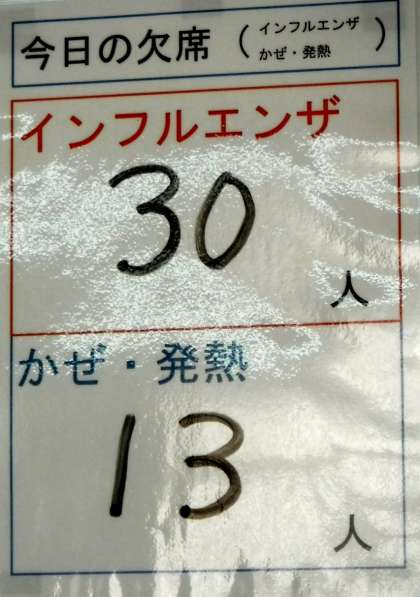 今日の欠席(インフルエンザ
かぜ・発熱)
インフルエンザ
30
人
かぜ・発熱
13
人